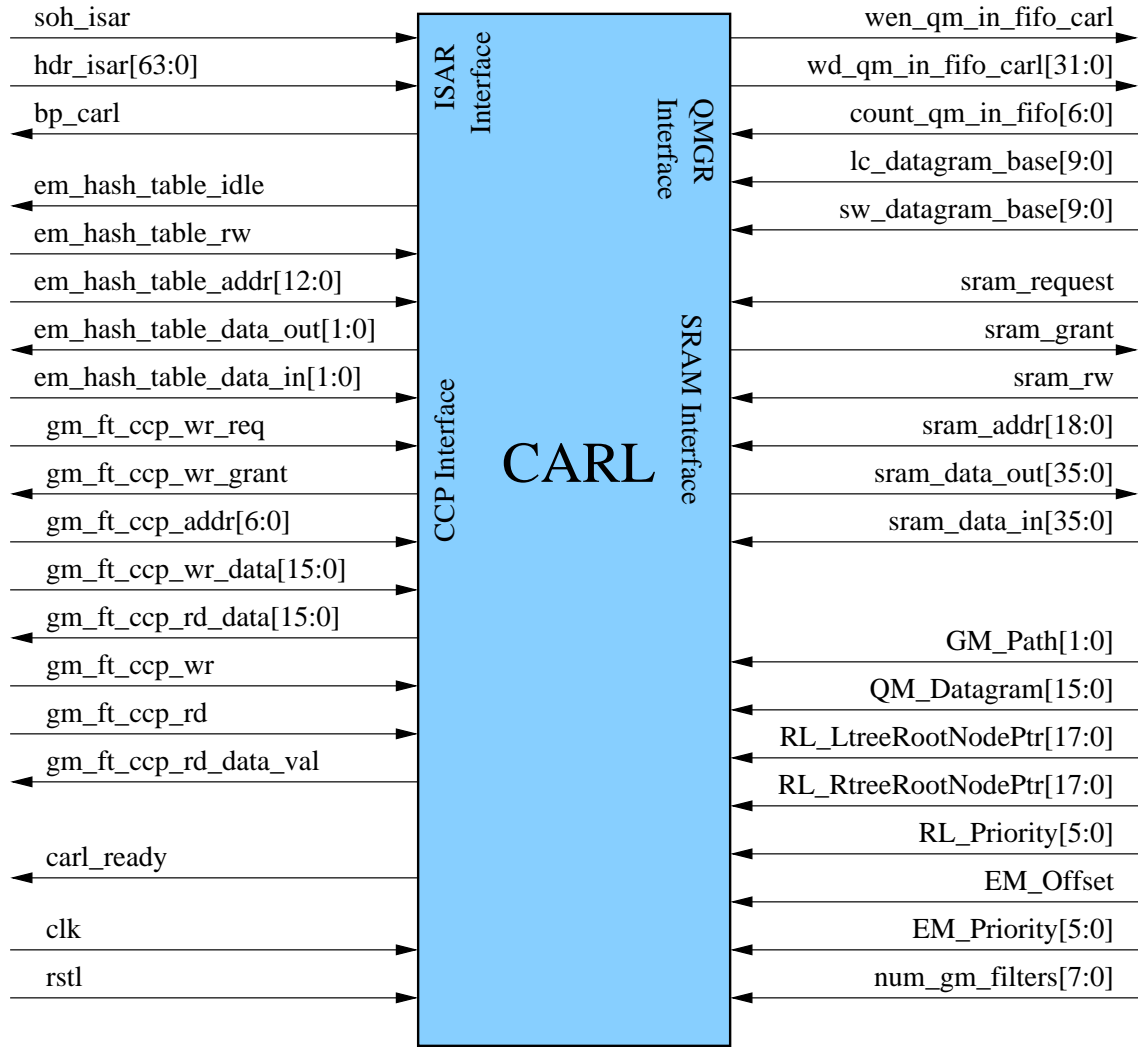 soh_isar
hdr_isar[63:0]
bp_carl
em_hash_table_idle
em_hash_table_rw
em_hash_table_addr[12:0]
em_hash_table_data_out[1:0]
em_hash_table_data_in[1:0]
gm_ft_ccp_wr_req
gm_ft_ccp_wr_grant
gm_ft_ccp_addr[6:0]
gm_ft_ccp_wr_data[15:0]
gm_ft_ccp_rd_data[15:0]
gm_ft_ccp_wr
gm_ft_ccp_rd
gm_ft_ccp_rd_data_val
carl_ready
clk
rstl
ISAR
Interface
CCP Interface
CARL
QMGR
Interface
SRAM Interface
wen_qm_in_fifo_carl
wd_qm_in_fifo_carl[31:0]
count_qm_in_fifo[6:0]
lc_datagram_base[9:0]
sw_datagram_base[9:0]
sram_request
sram_grant
sram_rw
sram_addr[18:0]
sram_data_out[35:0]
sram_data_in[35:0]
GM_Path[1:0]
QM_Datagram[15:0]
RL_LtreeRootNodePtr[17:0]
RL_RtreeRootNodePtr[17:0]
RL_Priority[5:0]
EM_Offset
EM_Priority[5:0]
num_gm_filters[7:0]